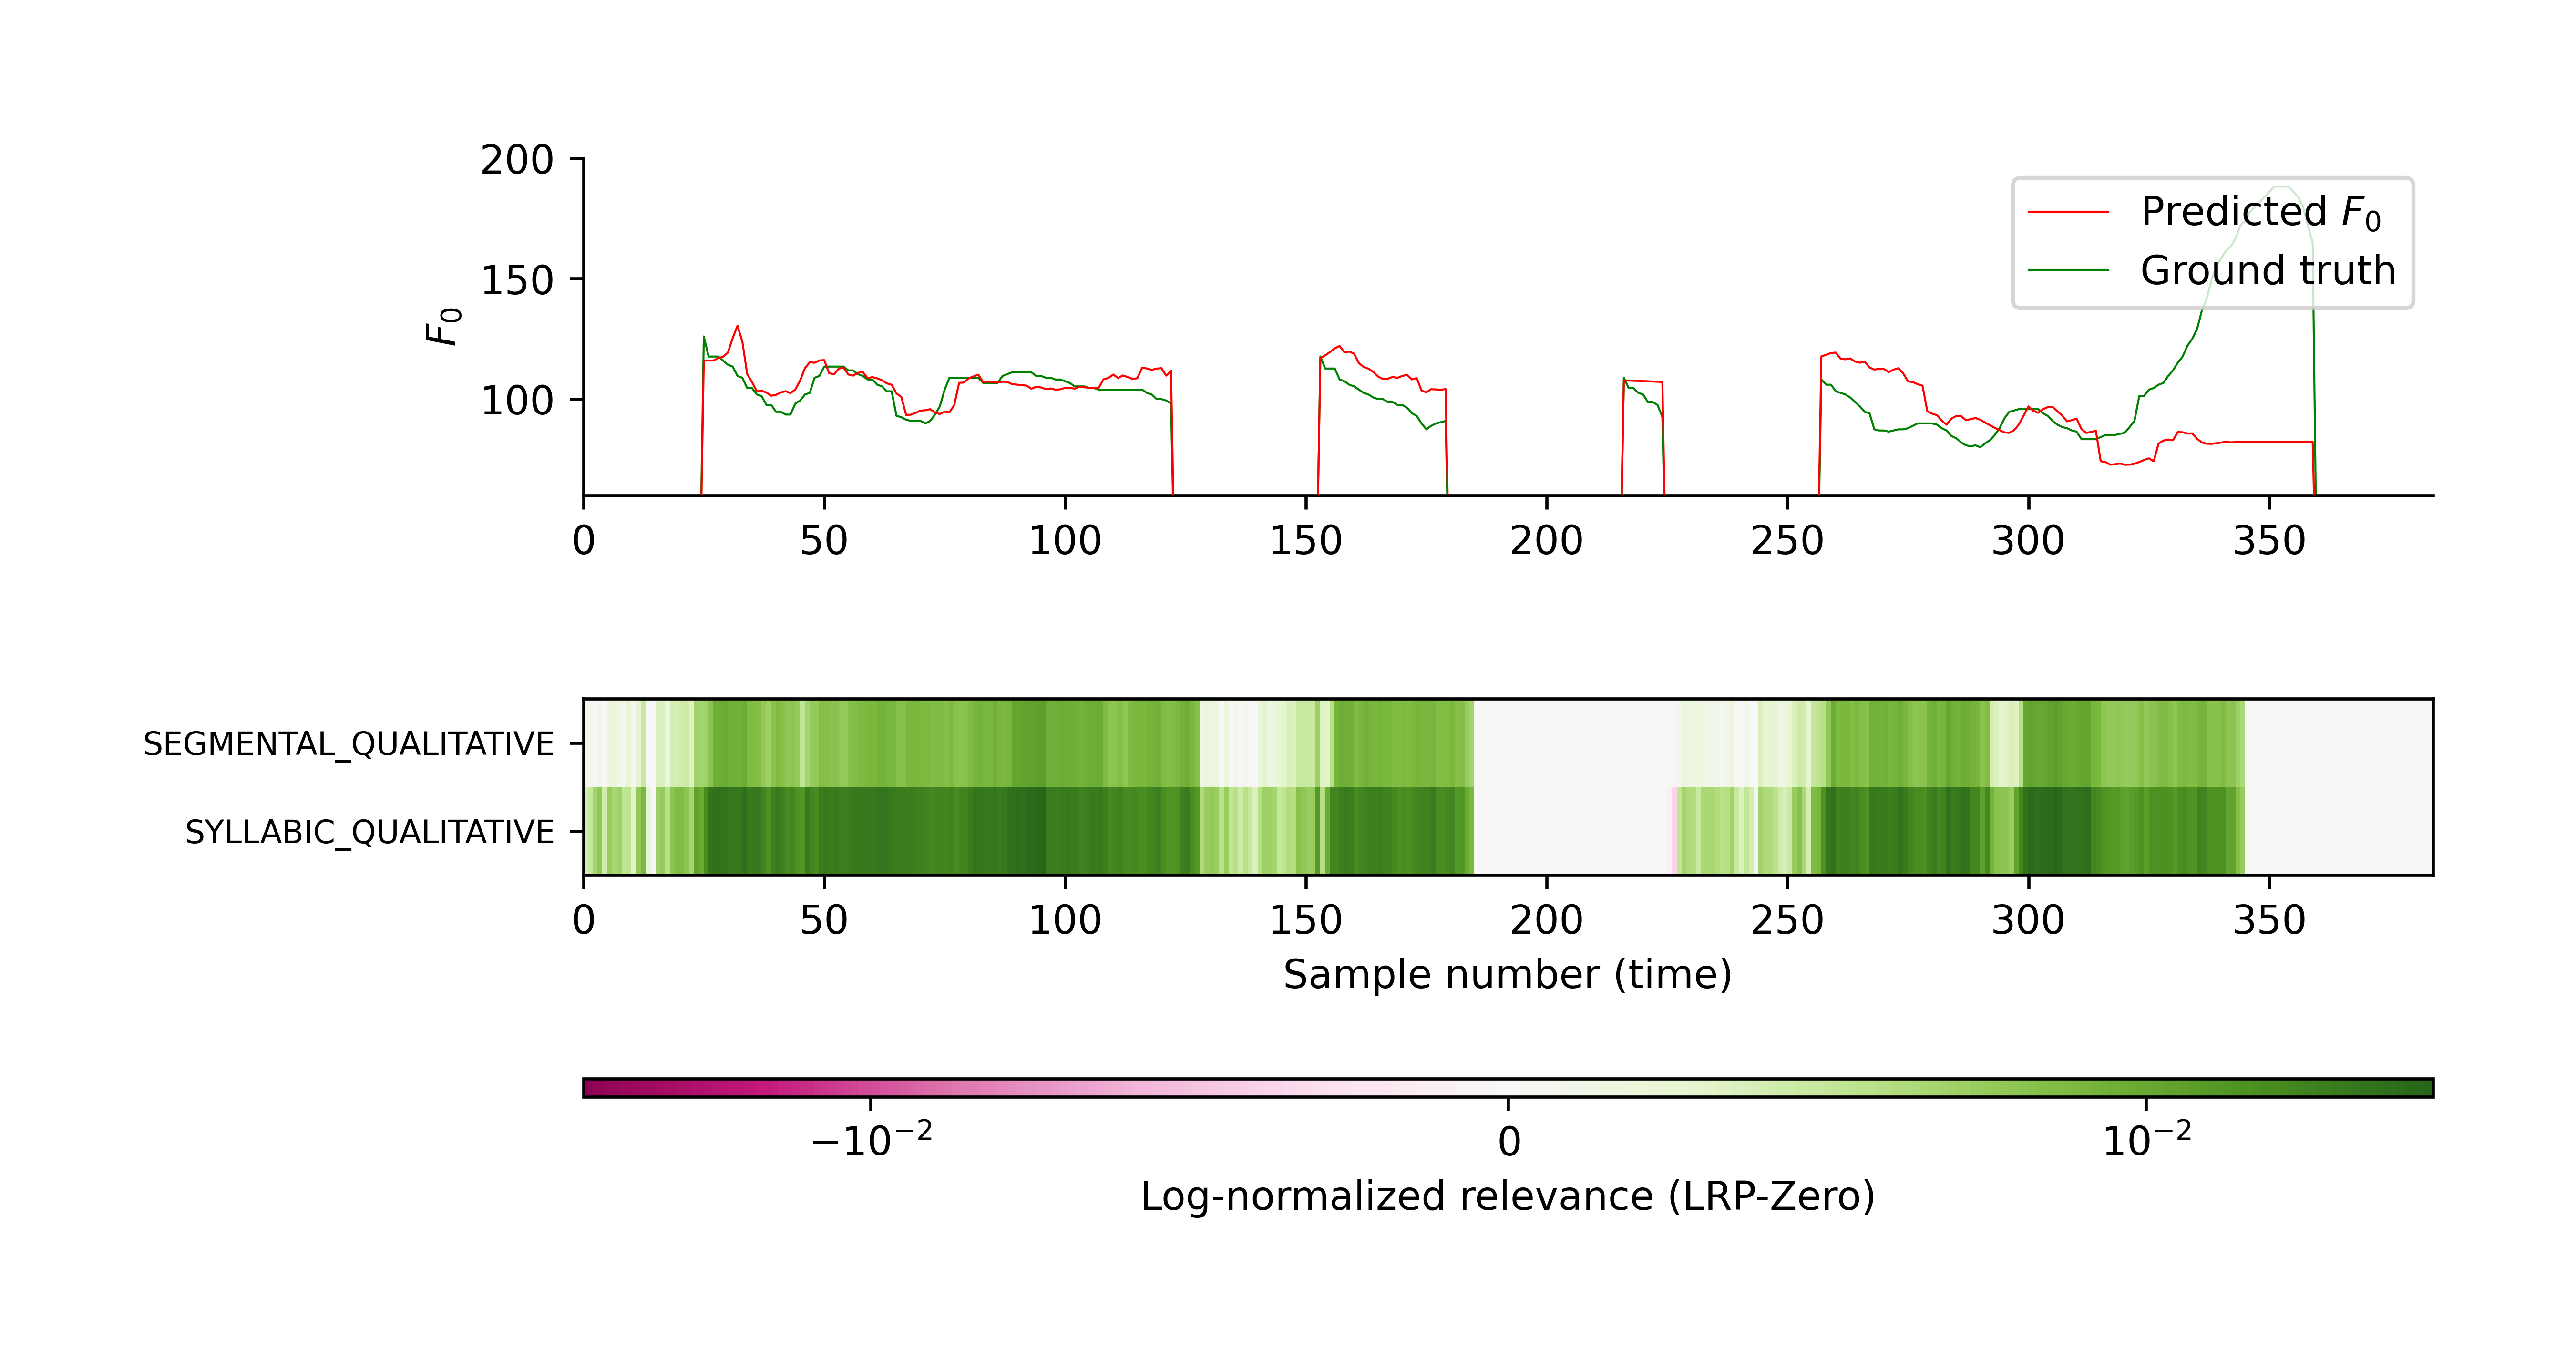 200
150
100
F₀
Predicted F₀
Ground truth
0 50 100 150 200 250 300 350
SEGMENTAL_QUALITATIVE
SYLLABIC_QUALITATIVE
0 50 100 150 200 250 300 350
Sample number (time)
−10⁻² 0 10⁻²
Log-normalized relevance (LRP-Zero)